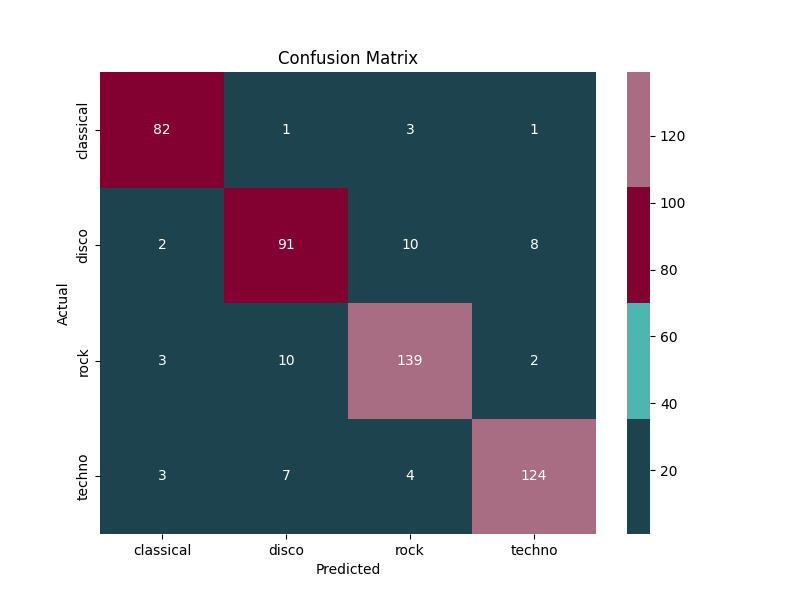 Confusion Matrix
classical 82 1 3 1
disco 2 91 10 8
rock 3 10 139 2
techno 3 7 4 124
classical disco rock techno
Predicted
Actual
120
100
80
60
40
20